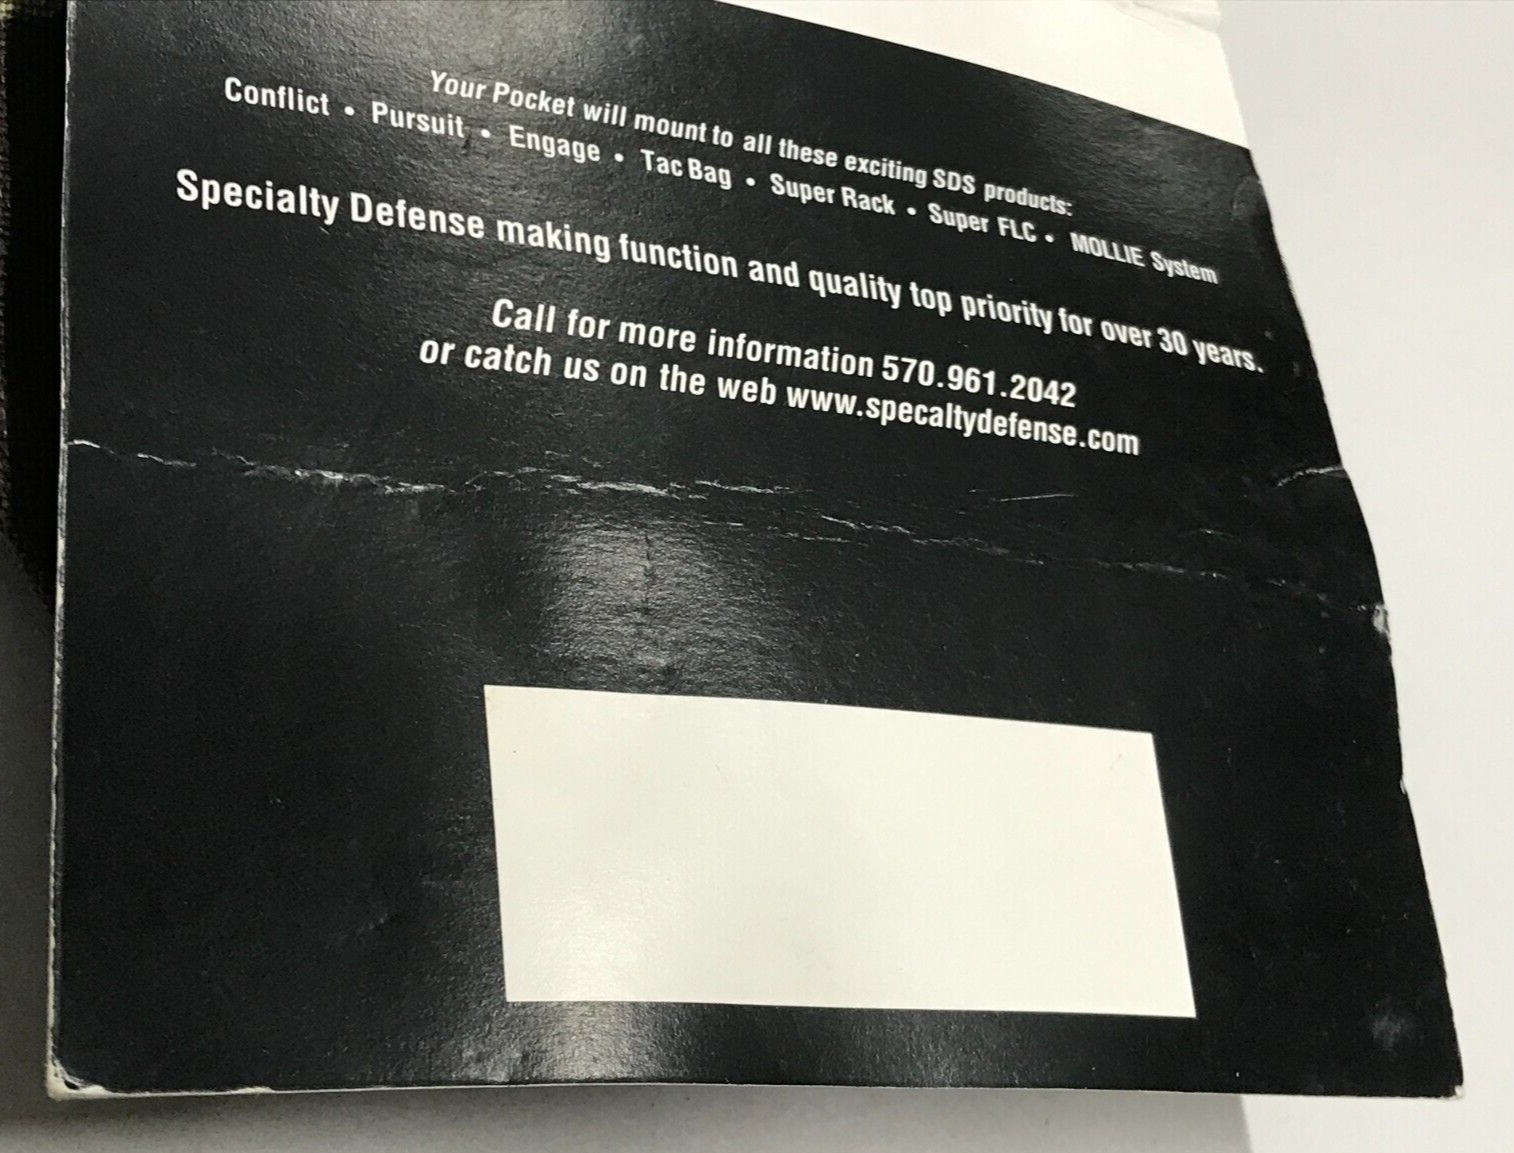 Your Pocket will mount to all these exciting SDS products:
Conflict • Pursuit • Engage • Tac Bag • Super Rack • Super FLC • MOLLIE System
Specialty Defense making function and quality top priority for over 30 years.
Call for more information 570.961.2042
or catch us on the web www.specaltydefense.com